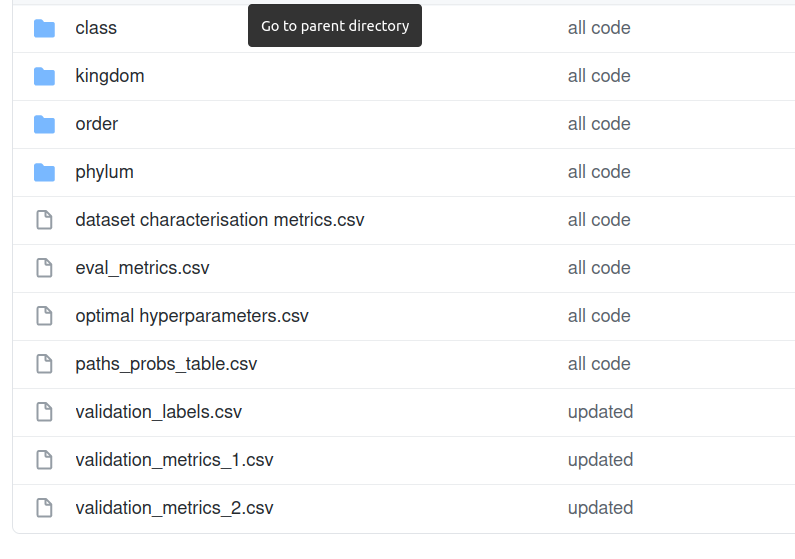 Go to parent directory
class all code
kingdom all code
order all code
phylum all code
dataset characterisation metrics.csv all code
eval_metrics.csv all code
optimal hyperparameters.csv all code
paths_probs_table.csv all code
validation_labels.csv updated
validation_metrics_1.csv updated
validation_metrics_2.csv updated